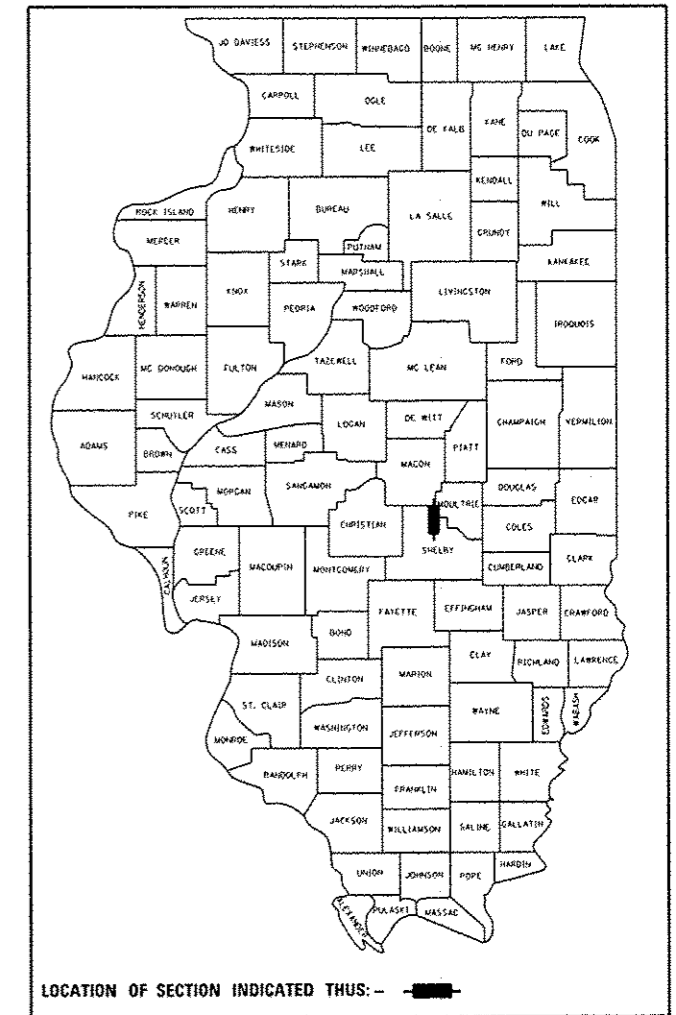 JO DAVIESS STEPHENSON WINNEBAGO BOONE MC HENRY LAKE
CARROLL OGLE DE KALB KANE DU PAGE COOK
WHITESIDE LEE KENDALL WILL
ROCK ISLAND HENRY BUREAU LA SALLE GRUNDY
MERCER PUTNAM KANKAKEE
STARK MARSHALL
HENDERSON WARREN KNOX PEORIA WOODFORD LIVINGSTON IROQUOIS
HANCOCK MC DONOUGH FULTON TAZEWELL MC LEAN FORD
SCHUYLER MASON LOGAN DE WITT CHAMPAIGN VERMILION
ADAMS BROWN CASS MENARD MACON PIATT
PIKE SCOTT MORGAN SANGAMON CHRISTIAN MOULTRIE DOUGLAS EDGAR
COLES
CALHOUN GREENE MACOUPIN MONTGOMERY SHELBY CUMBERLAND CLARK
JERSEY FAYETTE EFFINGHAM JASPER CRAWFORD
MADISON BOND CLAY RICHLAND LAWRENCE
CLINTON MARION
ST. CLAIR WASHINGTON JEFFERSON WAYNE EDWARDS WABASH
MONROE
RANDOLPH PERRY FRANKLIN HAMILTON WHITE
JACKSON WILLIAMSON SALINE GALLATIN
UNION JOHNSON POPE HARDIN
ALEXANDER PULASKI MASSAC
LOCATION OF SECTION INDICATED THUS:-